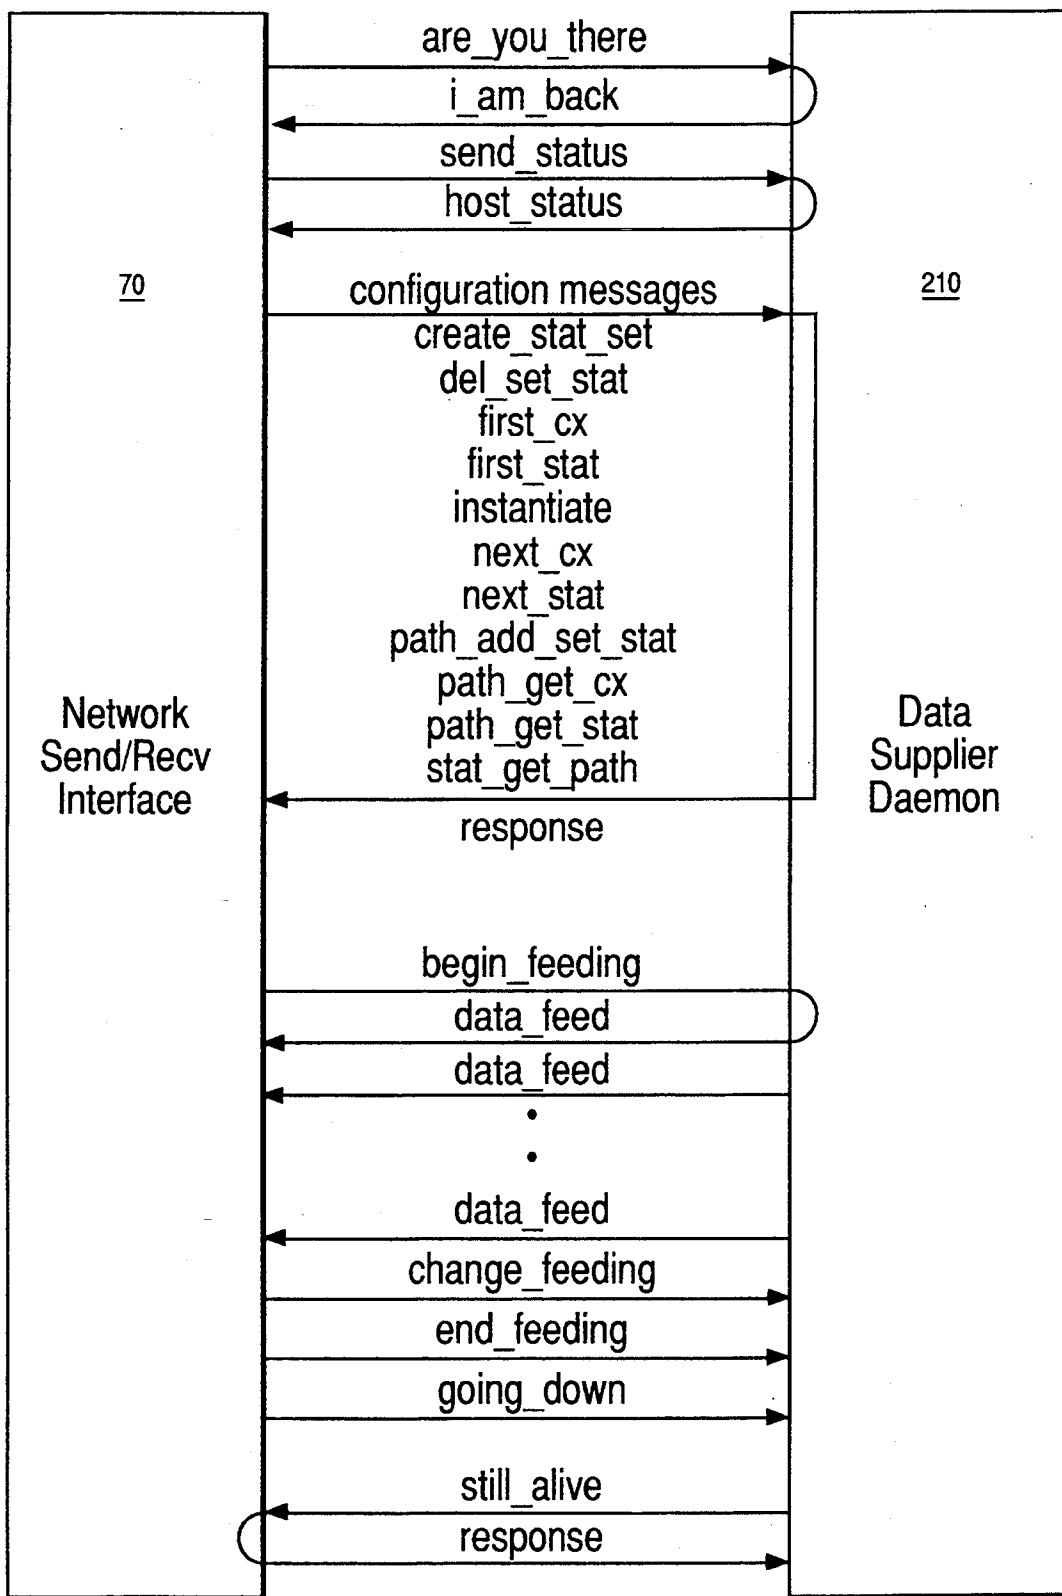 are_you_there
i_am_back
send_status
host_status
70
210
configuration messages
create_stat_set
del_set_stat
first_cx
first_stat
instantiate
next_cx
next_stat
path_add_set_stat
path_get_cx
path_get_stat
stat_get_path
response
Network
Send/Recv
Interface
Data
Supplier
Daemon
begin_feeding
data_feed
data_feed
data_feed
change_feeding
end_feeding
going_down
still_alive
response